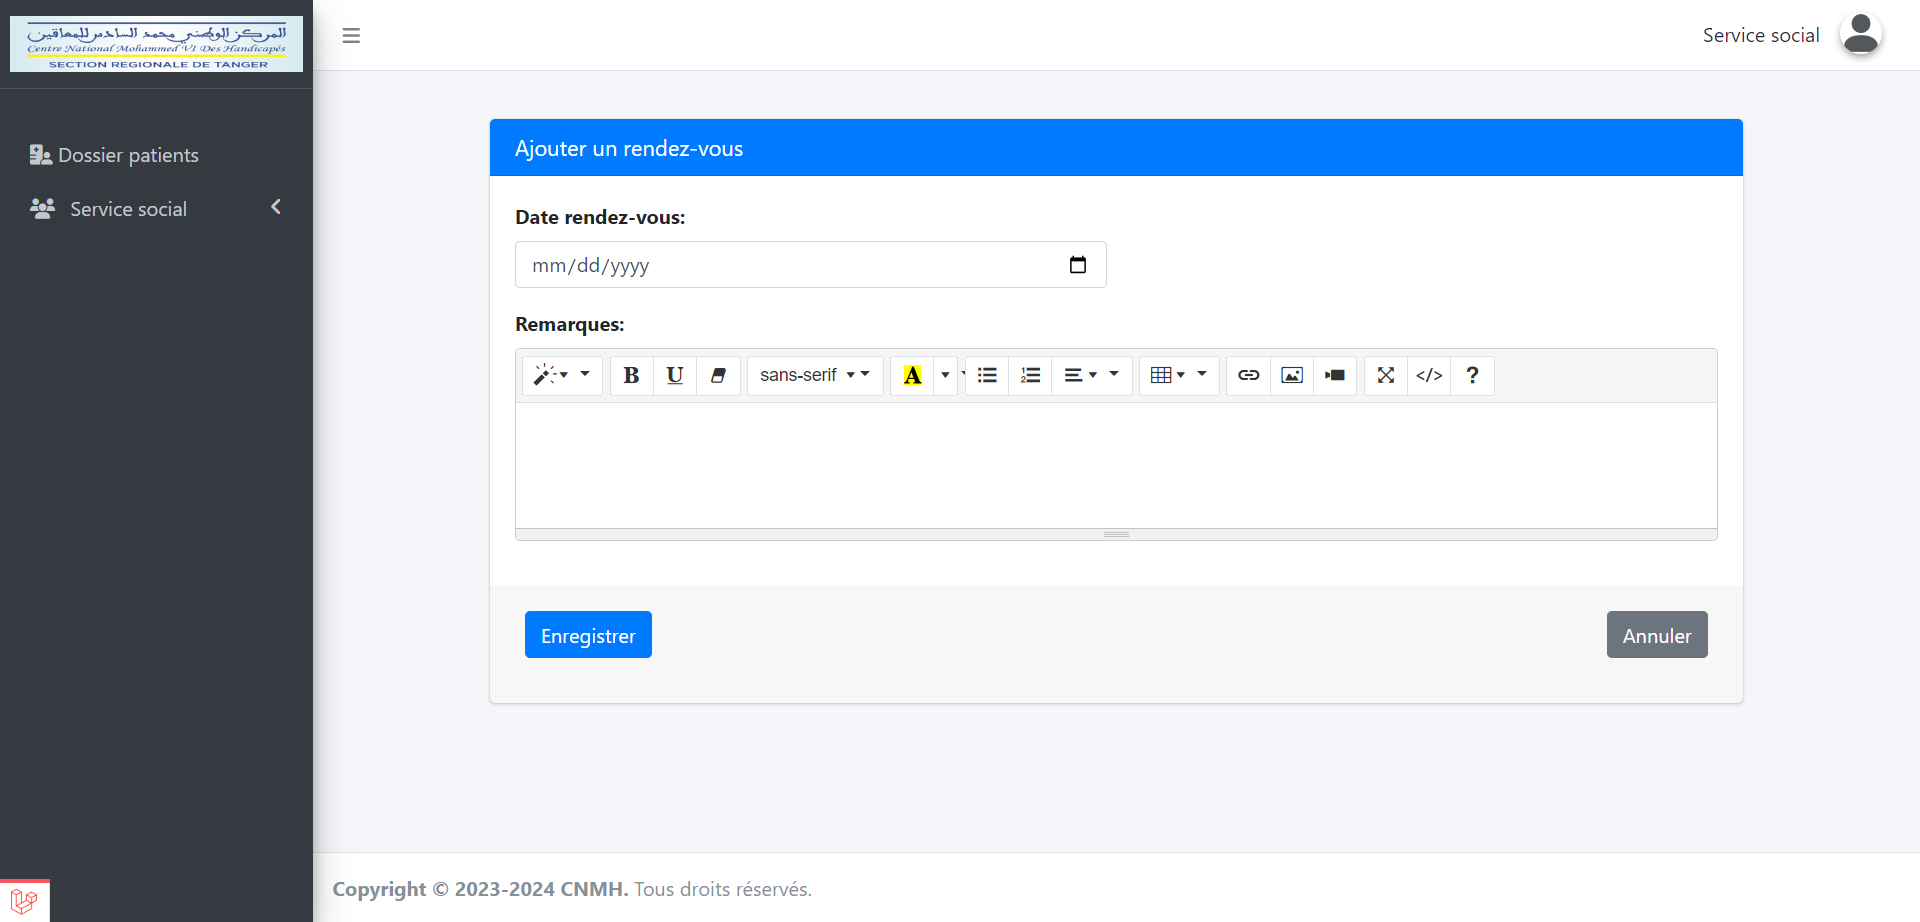 المركز الوطني محمد السادس للمعاقين
Centre National Mohammed VI Des Handicapés
SECTION REGIONALE DE TANGER
Service social
Dossier patients
Service social
Ajouter un rendez-vous
Date rendez-vous:
mm/dd/yyyy
Remarques:
B U sans-serif A </> ?
Enregistrer
Annuler
Copyright © 2023-2024 CNMH. Tous droits réservés.